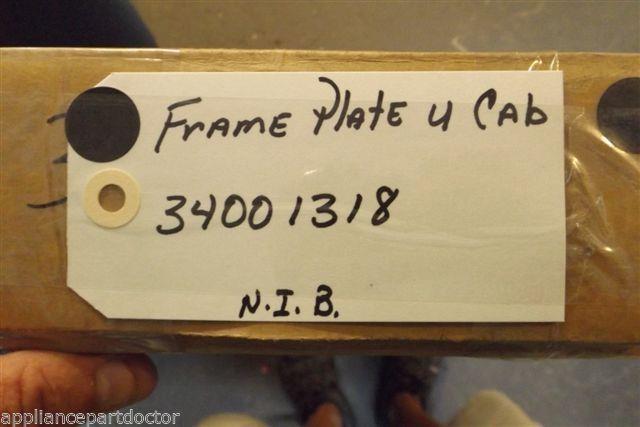 FrAME PlatE U CAb
34001318
N.I.B.
appliancepartdoctor